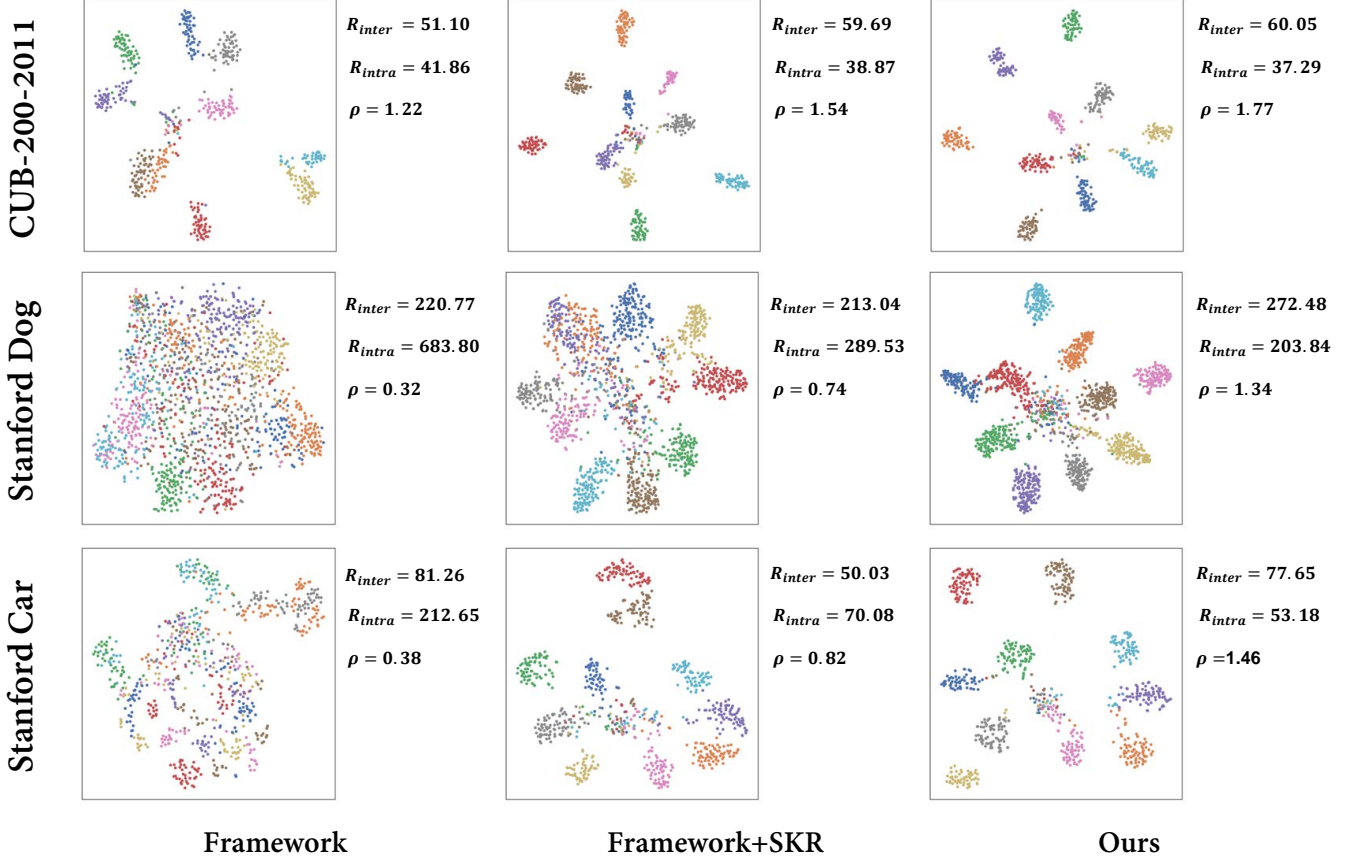 CUB-200-2011
R_inter = 51.10
R_intra = 41.86
ρ = 1.22
R_inter = 59.69
R_intra = 38.87
ρ = 1.54
R_inter = 60.05
R_intra = 37.29
ρ = 1.77
Stanford Dog
R_inter = 220.77
R_intra = 683.80
ρ = 0.32
R_inter = 213.04
R_intra = 289.53
ρ = 0.74
R_inter = 272.48
R_intra = 203.84
ρ = 1.34
Stanford Car
R_inter = 81.26
R_intra = 212.65
ρ = 0.38
R_inter = 50.03
R_intra = 70.08
ρ = 0.82
R_inter = 77.65
R_intra = 53.18
ρ =1.46
Framework
Framework+SKR
Ours